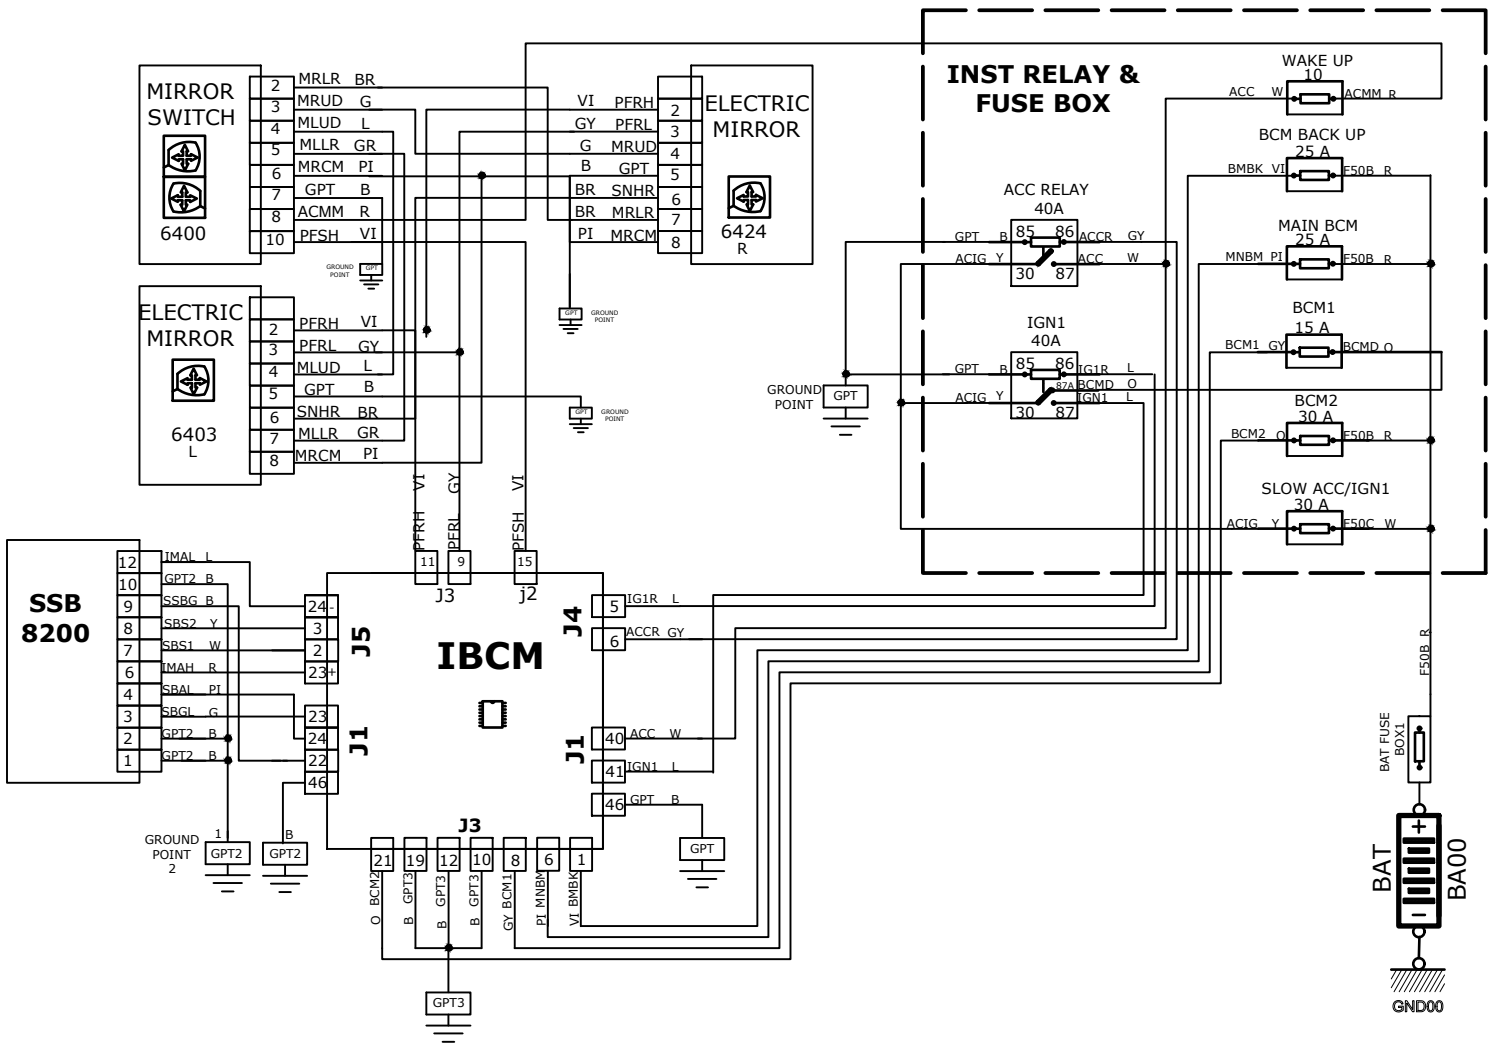 INST RELAY &
FUSE BOX
WAKE UP
10
ACC W
ACMM R
BCM BACK UP
25 A
BMBK VI
F50B R
ACC RELAY
40A
GPT B 85 86 ACCR GY
ACIG Y 30 87 ACC W
MAIN BCM
25 A
MNBM PI
F50B R
IGN1
40A
GPT B 85 86 IG1R L
87A BCMD O
ACIG Y 30 87 IGN1 L
BCM1
15 A
BCM1 GY
BCMD O
BCM2
30 A
BCM2 O
F50B R
SLOW ACC/IGN1
30 A
ACIG Y
F50C W
GROUND
POINT
GPT
MIRROR
SWITCH
6400
2 MRLR BR
3 MRUD G
4 MLUD L
5 MLLR GR
6 MRCM PI
7 GPT B
8 ACMM R
10 PFSH VI
GROUND
POINT
GPT
ELECTRIC
MIRROR
6424
R
VI PFRH 2
GY PFRL 3
G MRUD 4
B GPT 5
BR SNHR 6
BR MRLR 7
PI MRCM 8
GPT
GROUND
POINT
ELECTRIC
MIRROR
6403
L
2 PFRH VI
3 PFRL GY
4 MLUD L
5 GPT B
6 SNHR BR
7 MLLR GR
8 MRCM PI
GPT
GROUND
POINT
PFRH VI
PFRL GY
PFSH VI
11
9
15
J3
j2
SSB
8200
12 IMAL L
10 GPT2 B
9 SSBG B
8 SBS2 Y
7 SBS1 W
6 IMAH R
4 SBAL PI
3 SBGL G
2 GPT2 B
1 GPT2 B
GROUND
POINT
2
1
GPT2
B
GPT2
IBCM
J5
24 -
3
2
23 +
J1
23
24
22
46
J4
5 IG1R L
6 ACCR GY
J1
40 ACC W
41 IGN1 L
46 GPT B
GPT
J3
21
19
12
10
8
6
1
O BCM2
B GPT3
B GPT3
B GPT3
GY BCM1
PI MNBM
VI BMBK
GPT3
F50B R
BAT FUSE
BOX1
BAT
+
–
BA00
GND00